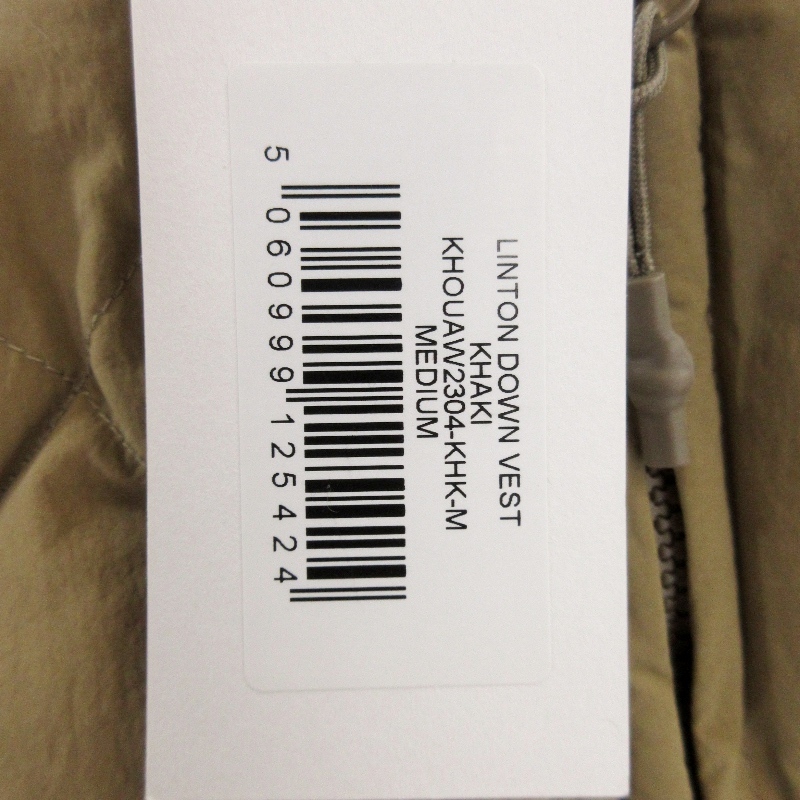 LINTON DOWN VEST
KHAKI
KHOUAW2304-KHK-M
MEDIUM
5 060999 125424